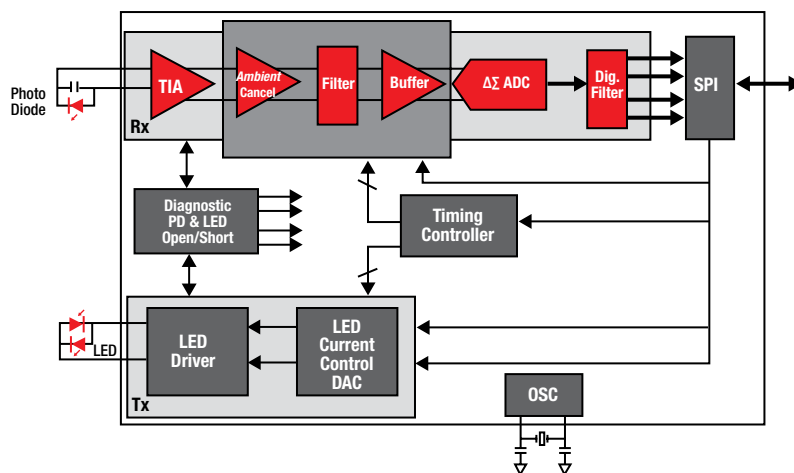 Photo
Diode
TIA
Rx
Ambient
Cancel
Filter
Buffer
ΔΣ ADC
Dig.
Filter
SPI
Diagnostic
PD & LED
Open/Short
Timing
Controller
LED
LED
Driver
LED
Current
Control
DAC
Tx
OSC